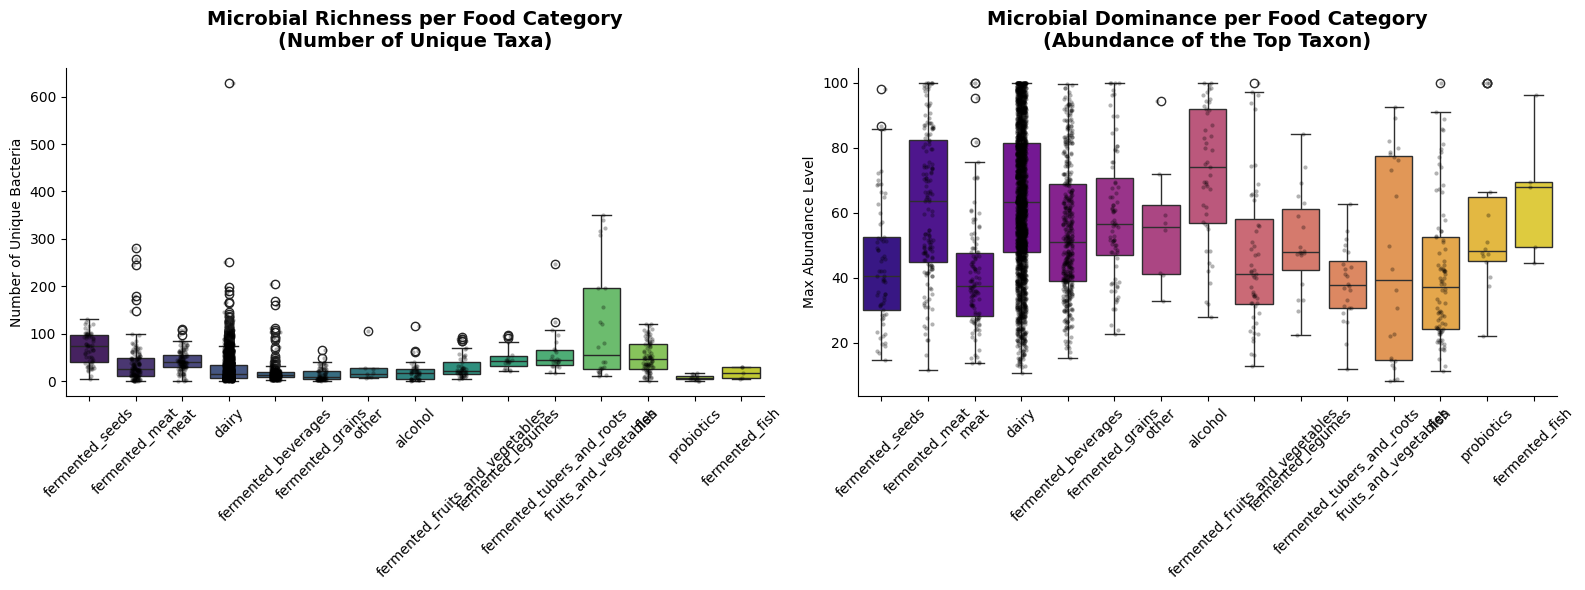 Microbial Richness per Food Category
(Number of Unique Taxa)
Number of Unique Bacteria
600
500
400
300
200
100
0
fermented_seeds
fermented_meat
meat
dairy
fermented_beverages
fermented_grains
other
alcohol
fermented_fruits_and_vegetables
fermented_legumes
fermented_tubers_and_roots
fruits_and_vegetables
fish
probiotics
fermented_fish
Microbial Dominance per Food Category
(Abundance of the Top Taxon)
Max Abundance Level
100
80
60
40
20
fermented_seeds
fermented_meat
meat
dairy
fermented_beverages
fermented_grains
other
alcohol
fermented_fruits_and_vegetables
fermented_legumes
fermented_tubers_and_roots
fruits_and_vegetables
fish
probiotics
fermented_fish